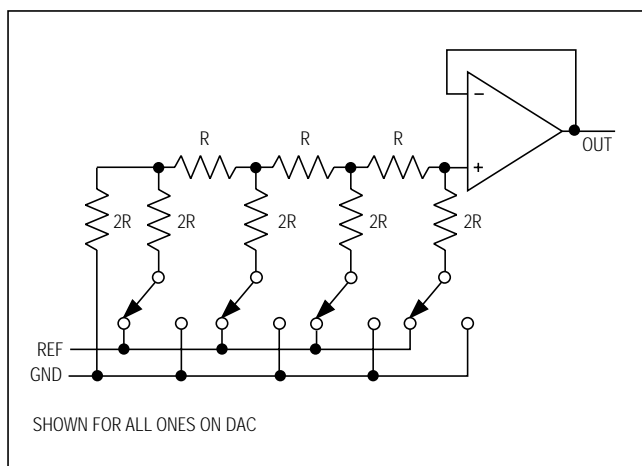 R R R
−
+
OUT
2R 2R 2R 2R 2R
REF
GND
SHOWN FOR ALL ONES ON DAC